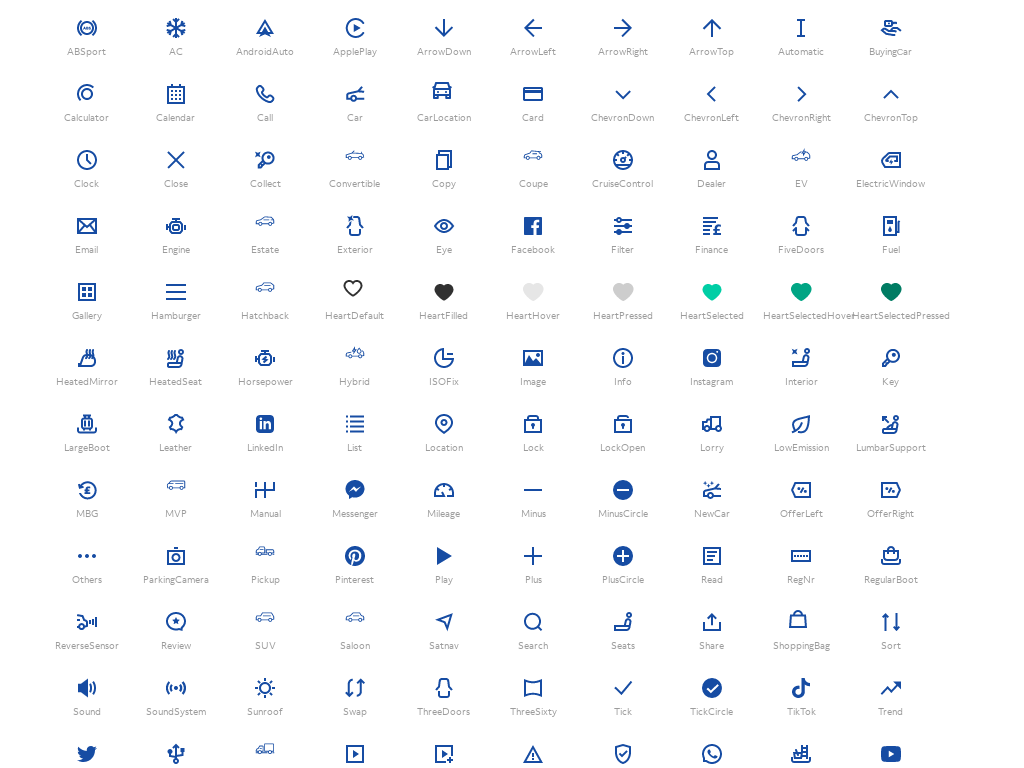 ABSport AC AndroidAuto ApplePlay ArrowDown ArrowLeft ArrowRight ArrowTop Automatic BuyingCar
Calculator Calendar Call Car CarLocation Card ChevronDown ChevronLeft ChevronRight ChevronTop
Clock Close Collect Convertible Copy Coupe CruiseControl Dealer EV ElectricWindow
Email Engine Estate Exterior Eye Facebook Filter Finance FiveDoors Fuel
Gallery Hamburger Hatchback HeartDefault HeartFilled HeartHover HeartPressed HeartSelected HeartSelectedHover HeartSelectedPressed
HeatedMirror HeatedSeat Horsepower Hybrid ISOFix Image Info Instagram Interior Key
LargeBoot Leather LinkedIn List Location Lock LockOpen Lorry LowEmission LumbarSupport
MBG MVP Manual Messenger Mileage Minus MinusCircle NewCar OfferLeft OfferRight
Others ParkingCamera Pickup Pinterest Play Plus PlusCircle Read RegNr RegularBoot
ReverseSensor Review SUV Saloon Satnav Search Seats Share ShoppingBag Sort
Sound SoundSystem Sunroof Swap ThreeDoors ThreeSixty Tick TickCircle TikTok Trend